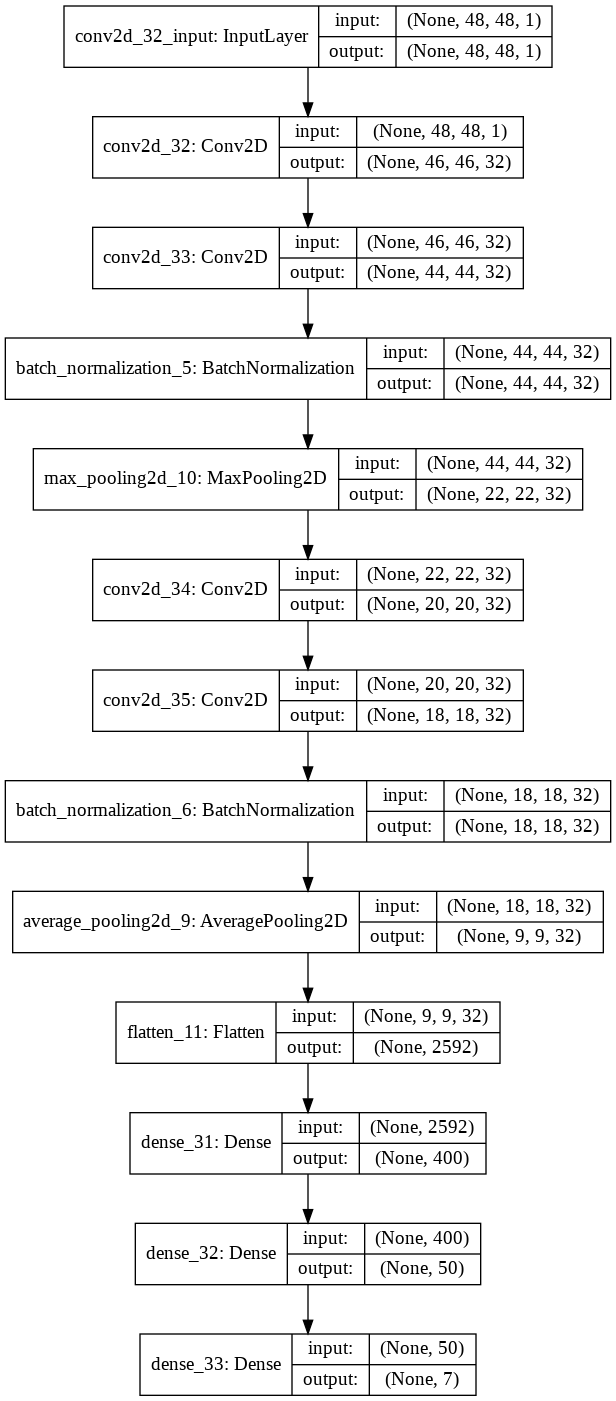 conv2d_32_input: InputLayer
input: (None, 48, 48, 1)
output: (None, 48, 48, 1)
conv2d_32: Conv2D
input: (None, 48, 48, 1)
output: (None, 46, 46, 32)
conv2d_33: Conv2D
input: (None, 46, 46, 32)
output: (None, 44, 44, 32)
batch_normalization_5: BatchNormalization
input: (None, 44, 44, 32)
output: (None, 44, 44, 32)
max_pooling2d_10: MaxPooling2D
input: (None, 44, 44, 32)
output: (None, 22, 22, 32)
conv2d_34: Conv2D
input: (None, 22, 22, 32)
output: (None, 20, 20, 32)
conv2d_35: Conv2D
input: (None, 20, 20, 32)
output: (None, 18, 18, 32)
batch_normalization_6: BatchNormalization
input: (None, 18, 18, 32)
output: (None, 18, 18, 32)
average_pooling2d_9: AveragePooling2D
input: (None, 18, 18, 32)
output: (None, 9, 9, 32)
flatten_11: Flatten
input: (None, 9, 9, 32)
output: (None, 2592)
dense_31: Dense
input: (None, 2592)
output: (None, 400)
dense_32: Dense
input: (None, 400)
output: (None, 50)
dense_33: Dense
input: (None, 50)
output: (None, 7)